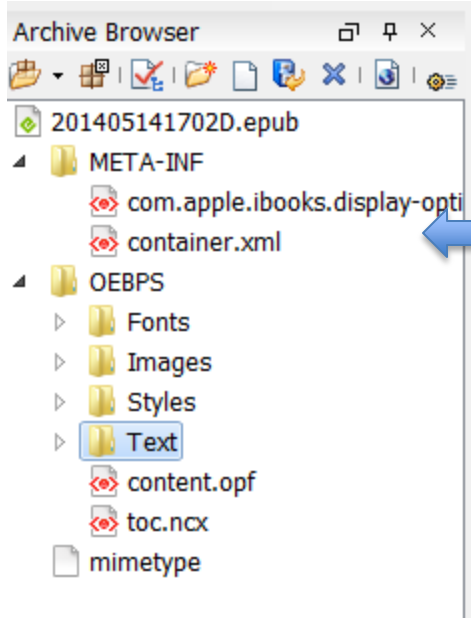 Archive Browser
201405141702D.epub
META-INF
com.apple.ibooks.display-opti
container.xml
OEBPS
Fonts
Images
Styles
Text
content.opf
toc.ncx
mimetype